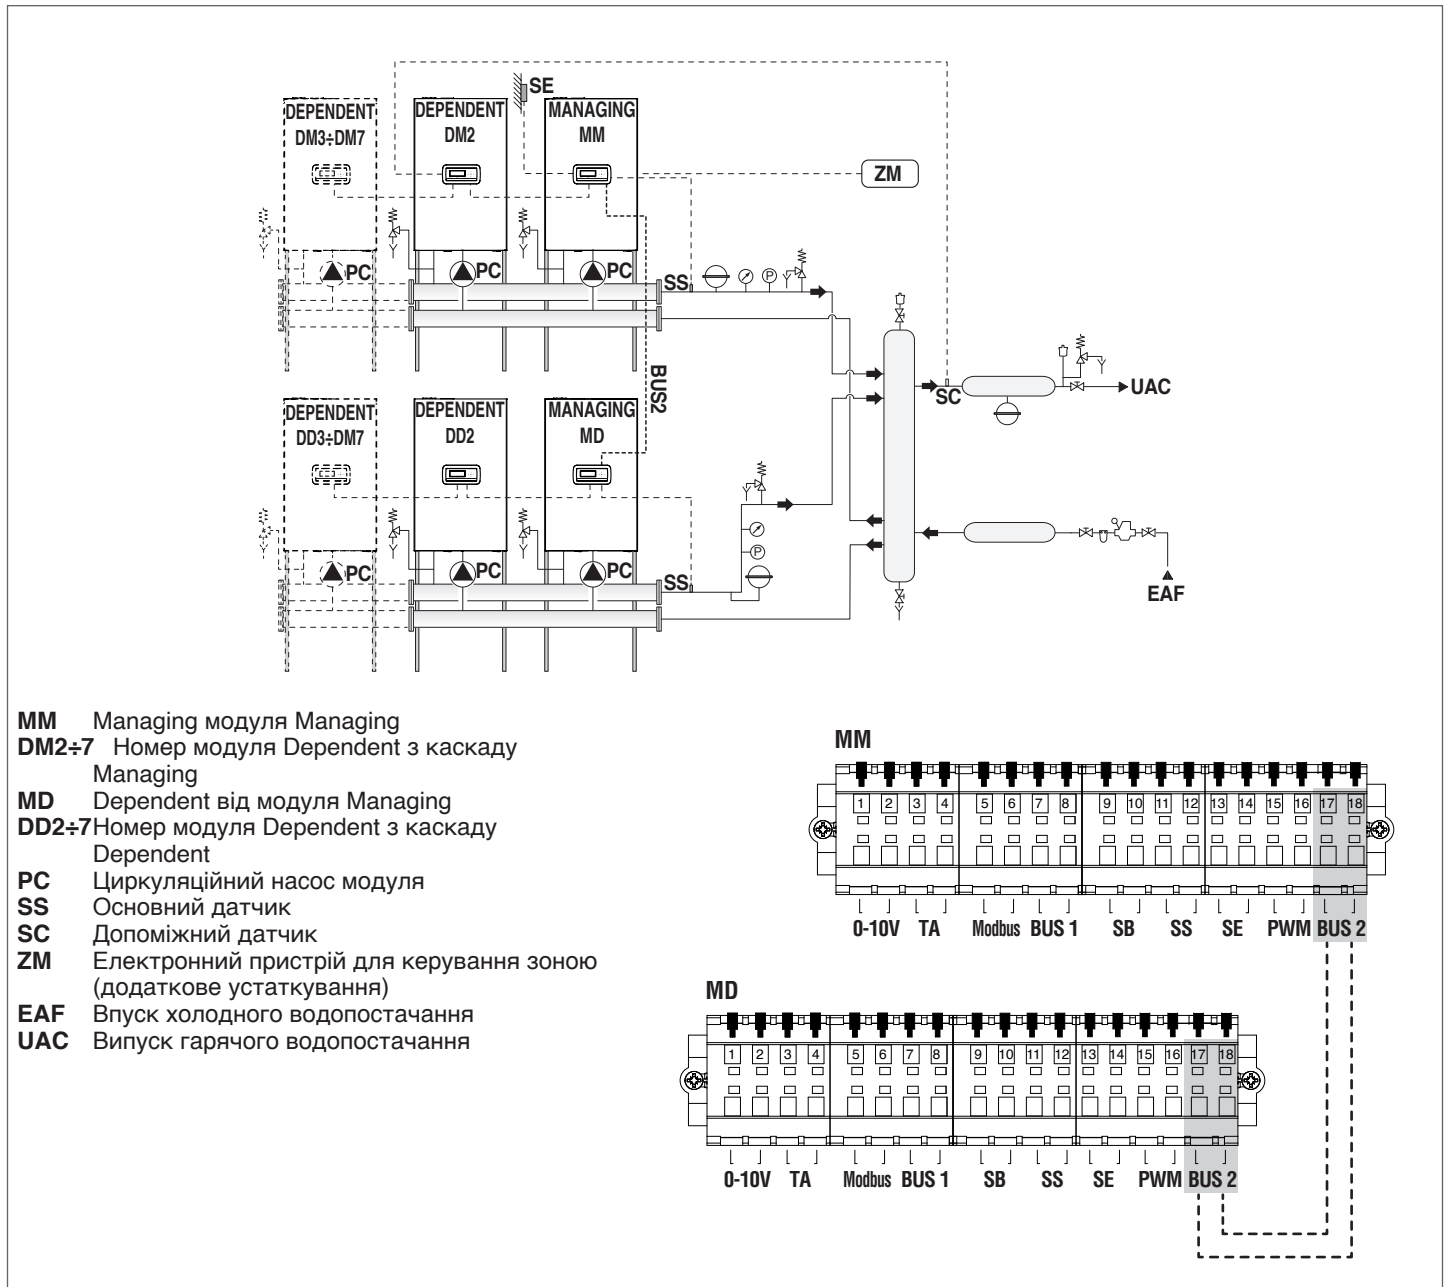 SE
DEPENDENT
DM3÷DM7
DEPENDENT
DM2
MANAGING
MM
ZM
PC
PC
PC
SS
P
BUS2
SC
UAC
DEPENDENT
DD3÷DM7
DEPENDENT
DD2
MANAGING
MD
P
PC
PC
PC
SS
EAF
MM Managing модуля Managing
DM2÷7 Номер модуля Dependent з каскаду
Managing
MD Dependent від модуля Managing
DD2÷7 Номер модуля Dependent з каскаду
Dependent
PC Циркуляційний насос модуля
SS Основний датчик
SC Допоміжний датчик
ZM Електронний пристрій для керування зоною
(додаткове устаткування)
EAF Впуск холодного водопостачання
UAC Випуск гарячого водопостачання
MM
1 2 3 4 5 6 7 8 9 10 11 12 13 14 15 16 17 18
0-10V TA Modbus BUS 1 SB SS SE PWM BUS 2
MD
1 2 3 4 5 6 7 8 9 10 11 12 13 14 15 16 17 18
0-10V TA Modbus BUS 1 SB SS SE PWM BUS 2